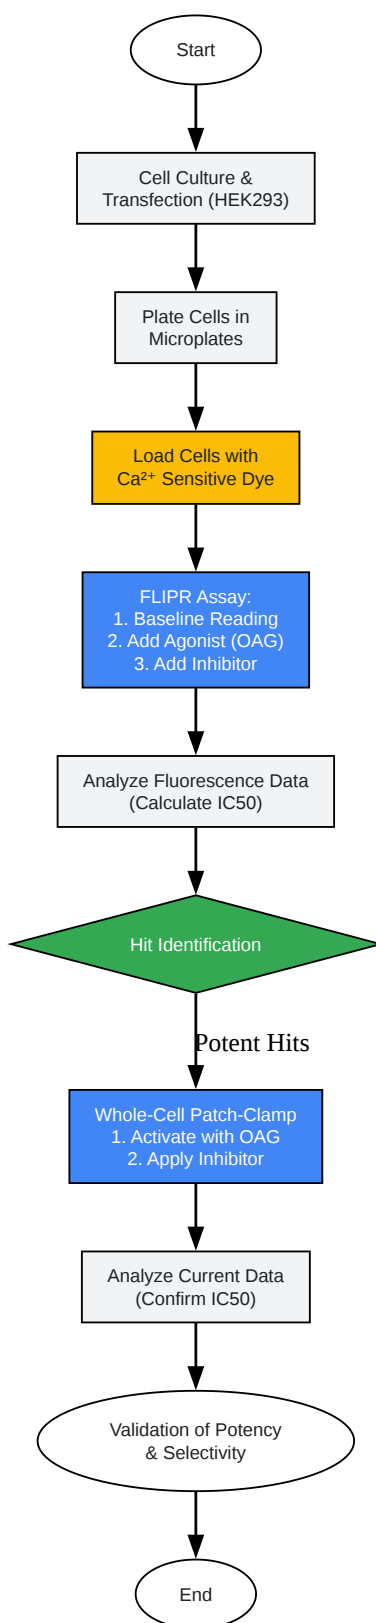 Start
Cell Culture &
Transfection (HEK293)
Plate Cells in
Microplates
Load Cells with
Ca²⁺ Sensitive Dye
FLIPR Assay:
1. Baseline Reading
2. Add Agonist (OAG)
3. Add Inhibitor
Analyze Fluorescence Data
(Calculate IC50)
Hit Identification
Potent Hits
Whole-Cell Patch-Clamp
1. Activate with OAG
2. Apply Inhibitor
Analyze Current Data
(Confirm IC50)
Validation of Potency
& Selectivity
End